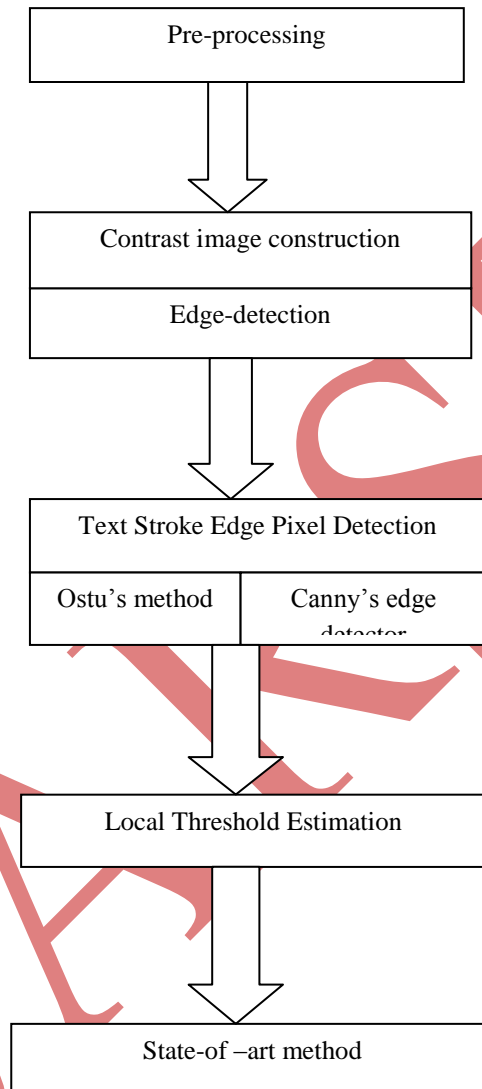 Pre-processing
Contrast image construction
Edge-detection
Text Stroke Edge Pixel Detection
Ostu’s method
Canny’s edge
detector
Local Threshold Estimation
State-of –art method